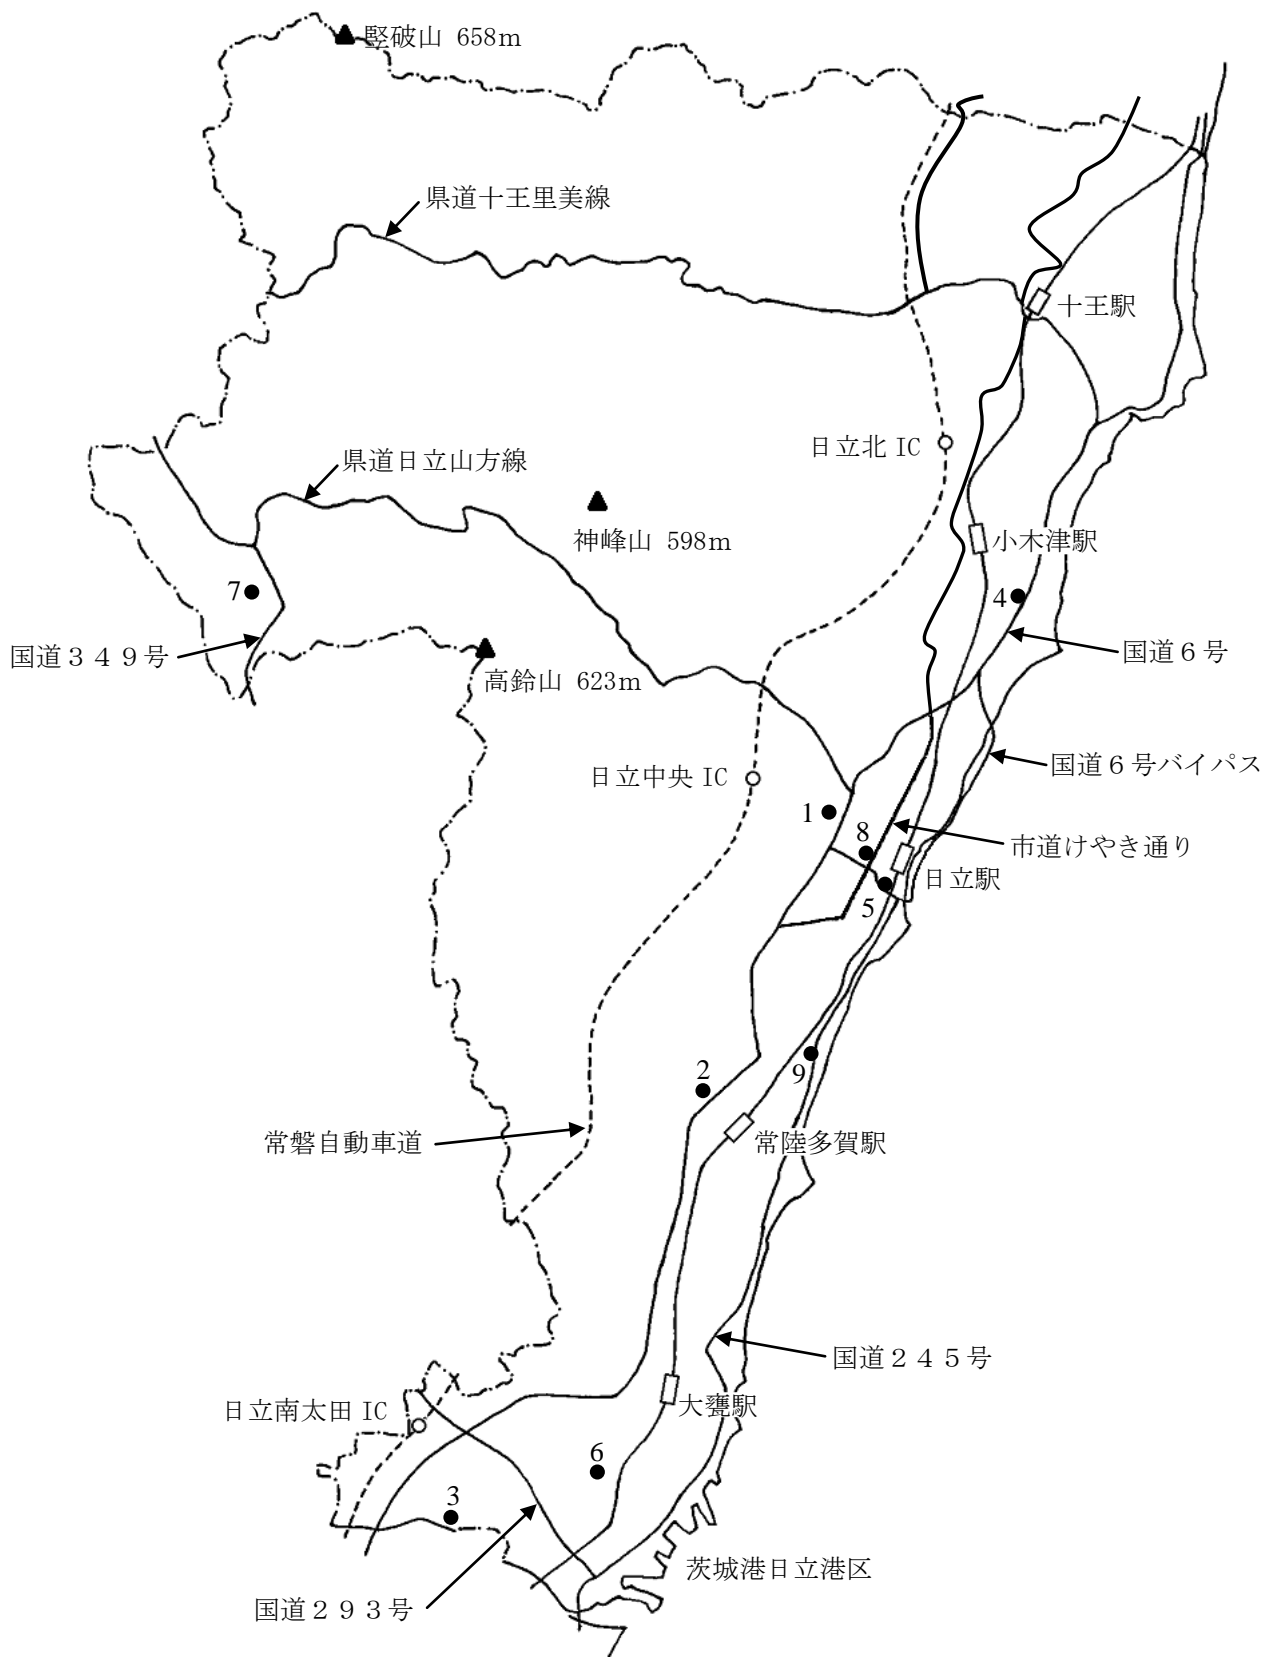 竪破山 658m
県道十王里美線
十王駅
日立北 IC
県道日立山方線
神峰山 598m
小木津駅
7
4
国道３４９号
国道６号
高鈴山 623m
国道６号バイパス
日立中央 IC
1
8
市道けやき通り
日立駅
5
2
9
常磐自動車道
常陸多賀駅
国道２４５号
大甕駅
日立南太田 IC
6
3
茨城港日立港区
国道２９３号